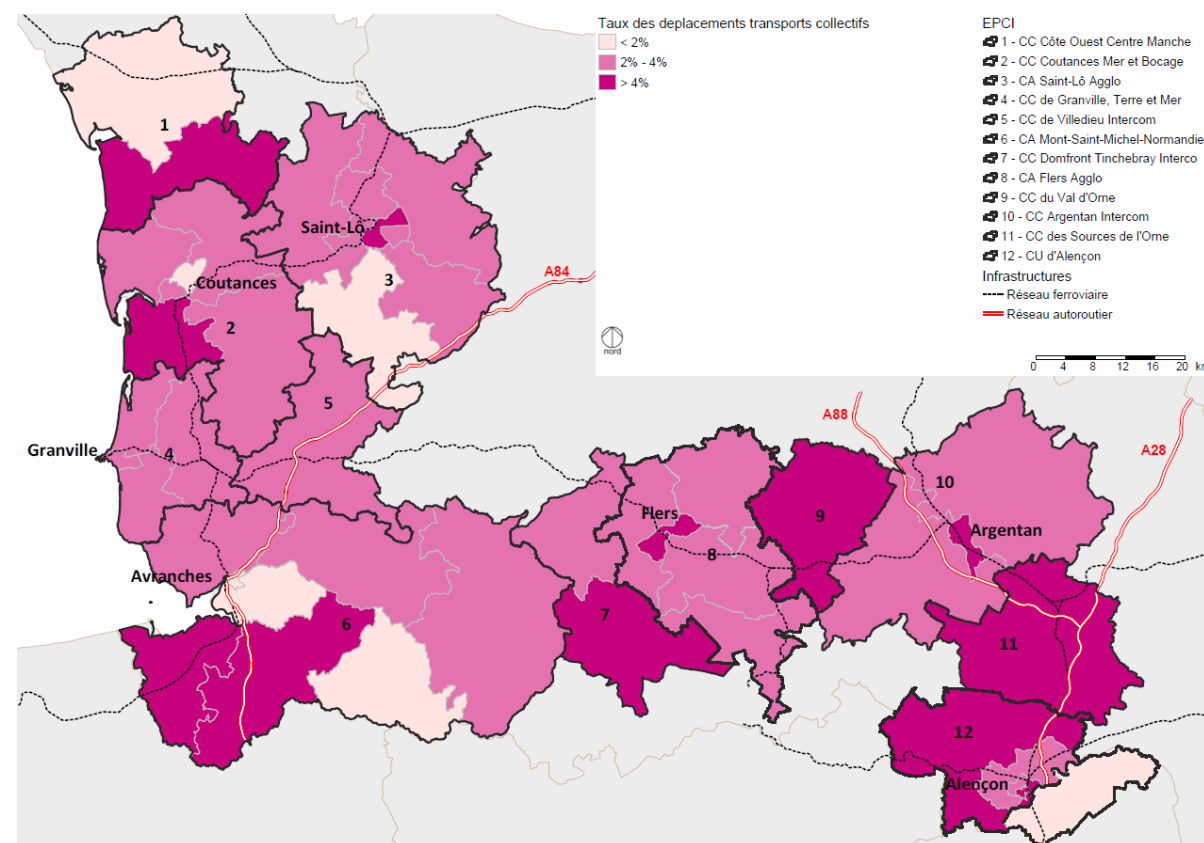 Taux des deplacements transports collectifs
< 2%
2% - 4%
> 4%
EPCI
1 - CC Côte Ouest Centre Manche
2 - CC Coutances Mer et Bocage
3 - CA Saint-Lô Agglo
4 - CC de Granville, Terre et Mer
5 - CC de Villedieu Intercom
6 - CA Mont-Saint-Michel-Normandie
7 - CC Domfront Tinchebray Interco
8 - CA Flers Agglo
9 - CC du Val d'Orne
10 - CC Argentan Intercom
11 - CC des Sources de l'Orne
12 - CU d'Alençon
Infrastructures
Réseau ferroviaire
Réseau autoroutier
nord
0 4 8 12 16 20 km
1
Saint-Lô
A84
3
Coutances
2
5
Granville
4
A88
A28
10
Flers
9
Argentan
8
Avranches
7
6
11
12
Alençon